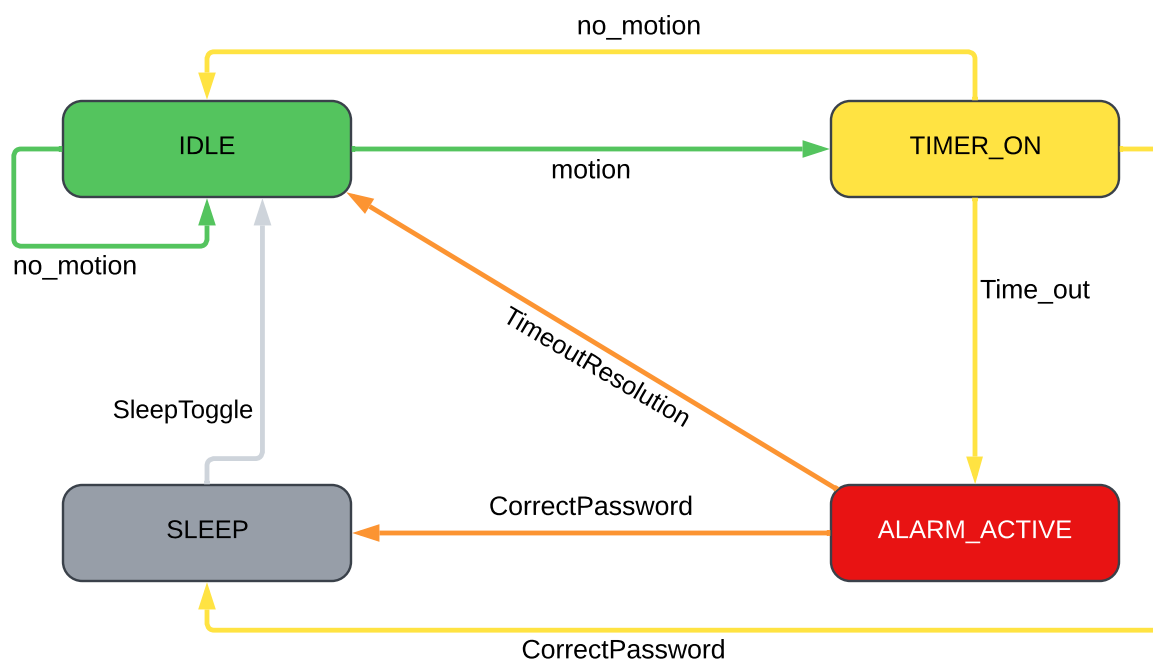 no_motion
IDLE
TIMER_ON
motion
no_motion
Time_out
TimeoutResolution
SleepToggle
CorrectPassword
SLEEP
ALARM_ACTIVE
CorrectPassword